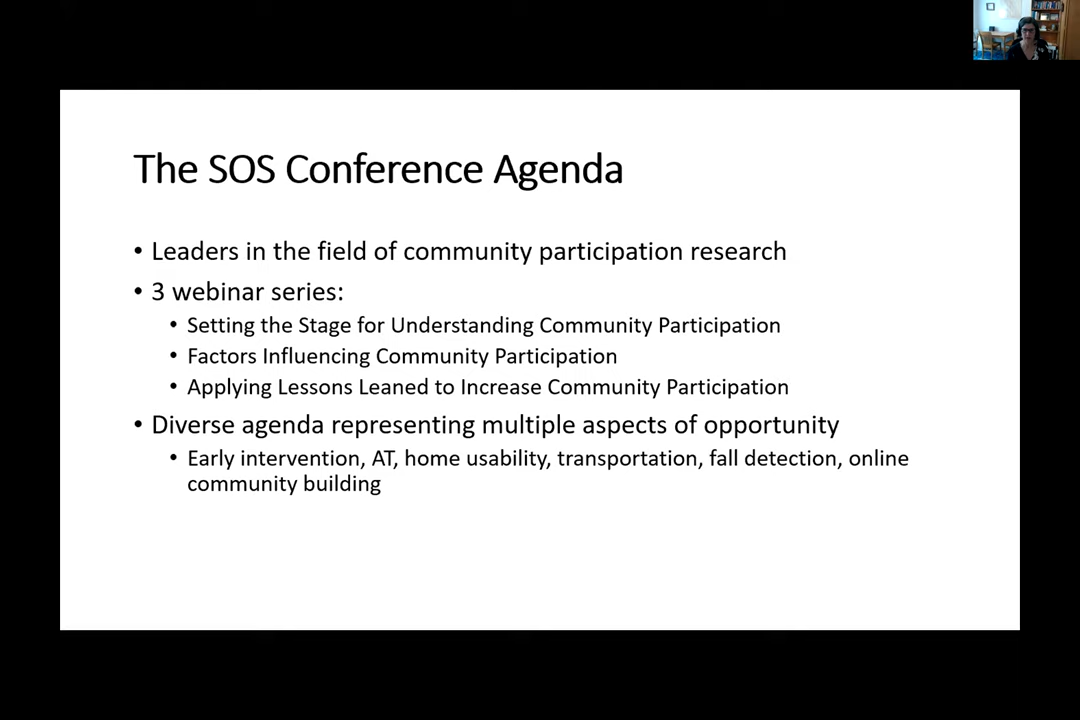 The SOS Conference Agenda
• Leaders in the field of community participation research
• 3 webinar series:
• Setting the Stage for Understanding Community Participation
• Factors Influencing Community Participation
• Applying Lessons Leaned to Increase Community Participation
• Diverse agenda representing multiple aspects of opportunity
• Early intervention, AT, home usability, transportation, fall detection, online
community building